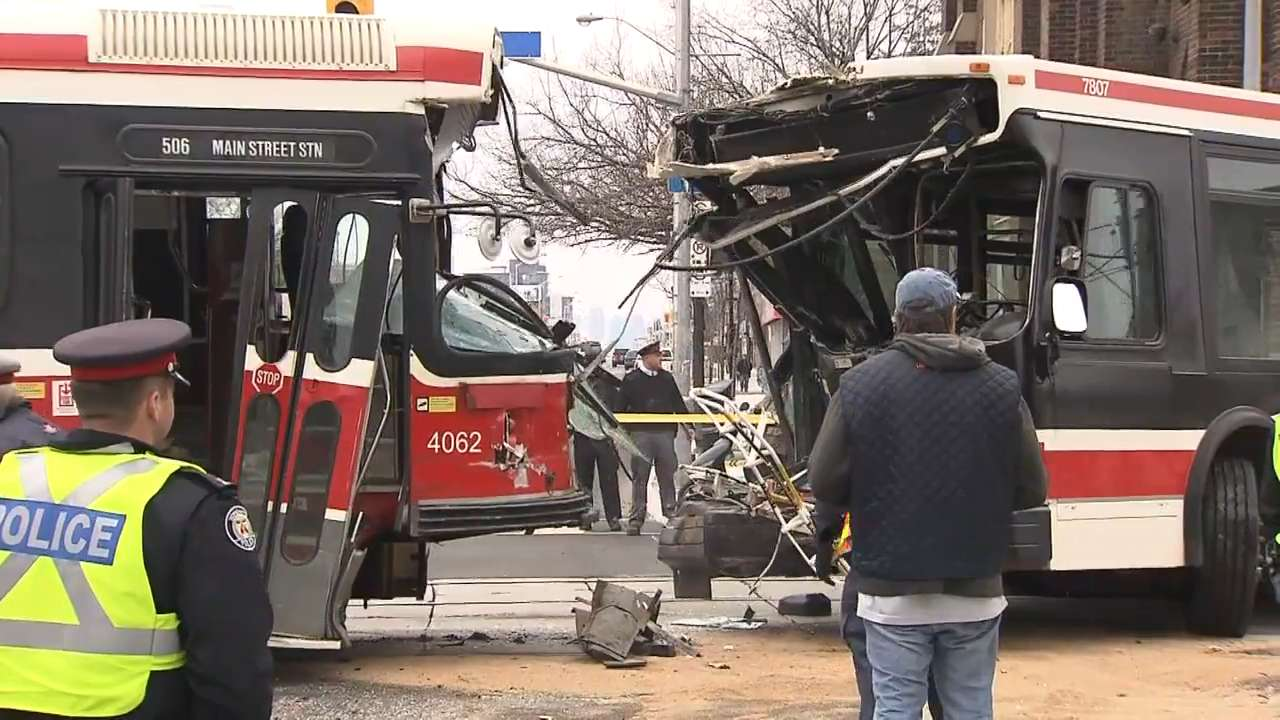 7807
506 MAIN STREET STN
STOP
4062
POLICE